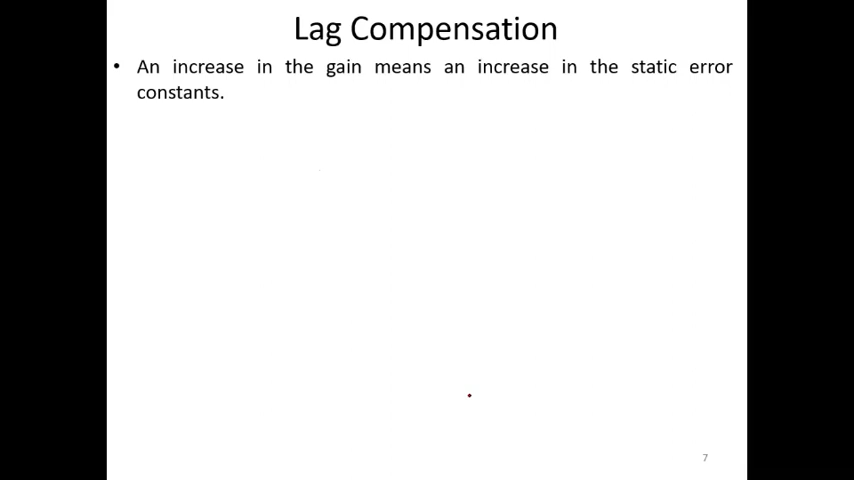 Lag Compensation
• An increase in the gain means an increase in the static error
constants.
7